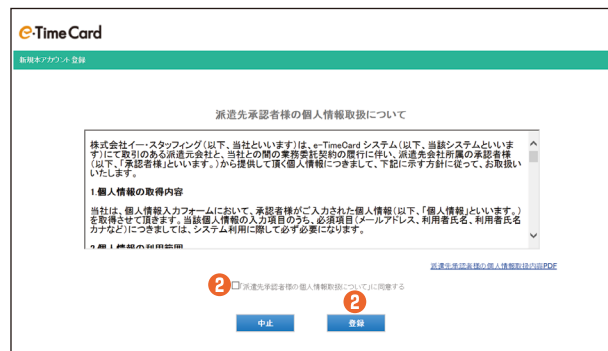 e-Time Card
新規本アカウント登録
派遣先承認者様の個人情報取扱について
株式会社イー・スタッフィング(以下、当社といいます)は、e-TimeCard システム(以下、当該システムといいま
す)にて取引のある派遣元会社と、当社との間の業務委託契約の履行に伴い、派遣先会社所属の承認者様
(以下、「承認者様」といいます。)から提供して頂く個人情報につきまして、下記に示す方針に従って、お取扱い
いたします。
1.個人情報の取得内容
当社は、個人情報入力フォームにおいて、承認者様がご入力された個人情報(以下、「個人情報」といいます。)
を取得させて頂きます。当該個人情報の入力項目のうち、必須項目(メールアドレス、利用者氏名、利用者氏名
カナなど)につきましては、システム利用に際して必ず必要になります。
2.個人情報の利用範囲
派遣先承認者様の個人情報取扱内容PDF
2 「派遣先承認者様の個人情報取扱について」に同意する
2
中止 登録